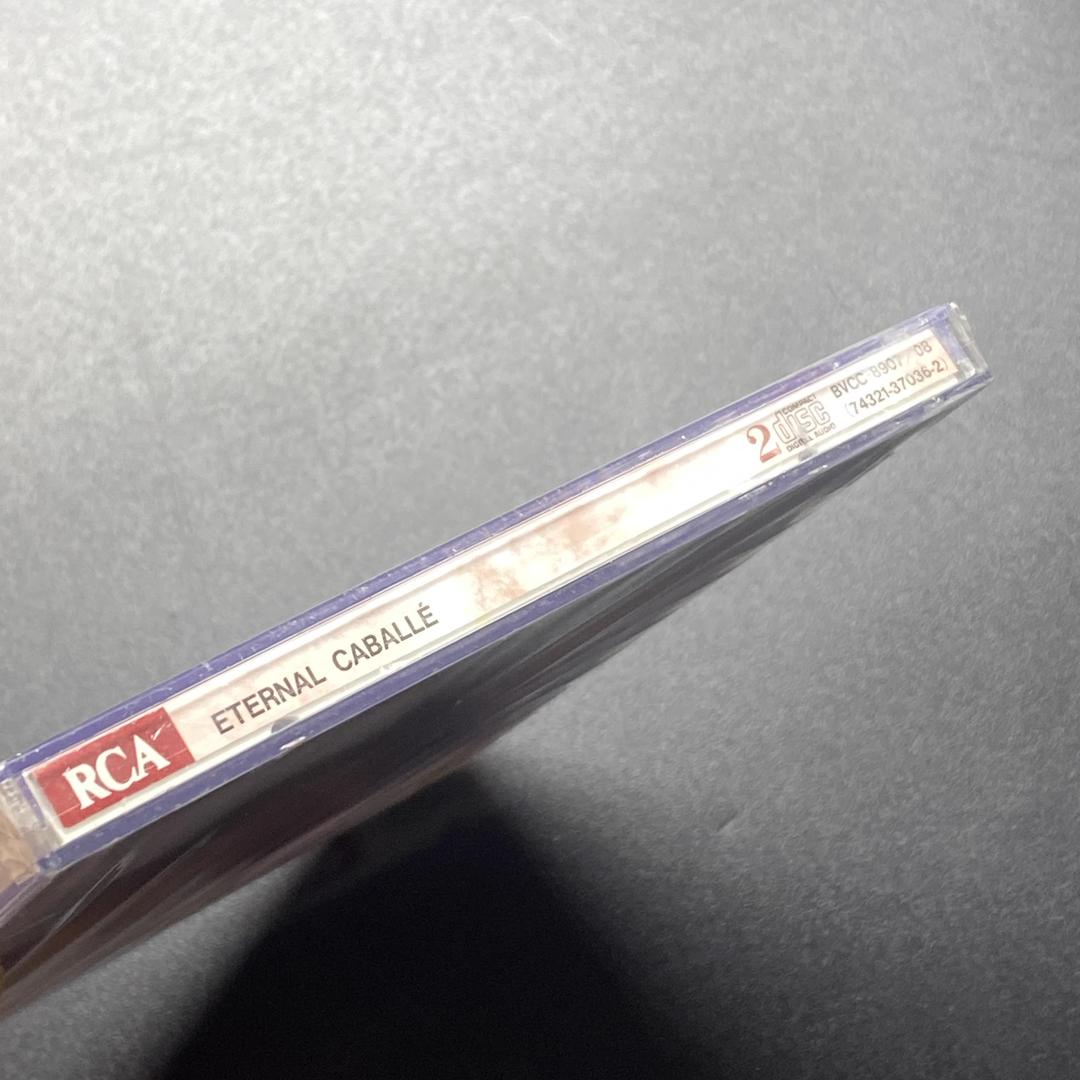 RCA
ETERNAL CABALLÉ
2
COMPACT
disc
DIGITAL AUDIO
BVCC-8907/08
(74321-37036-2)